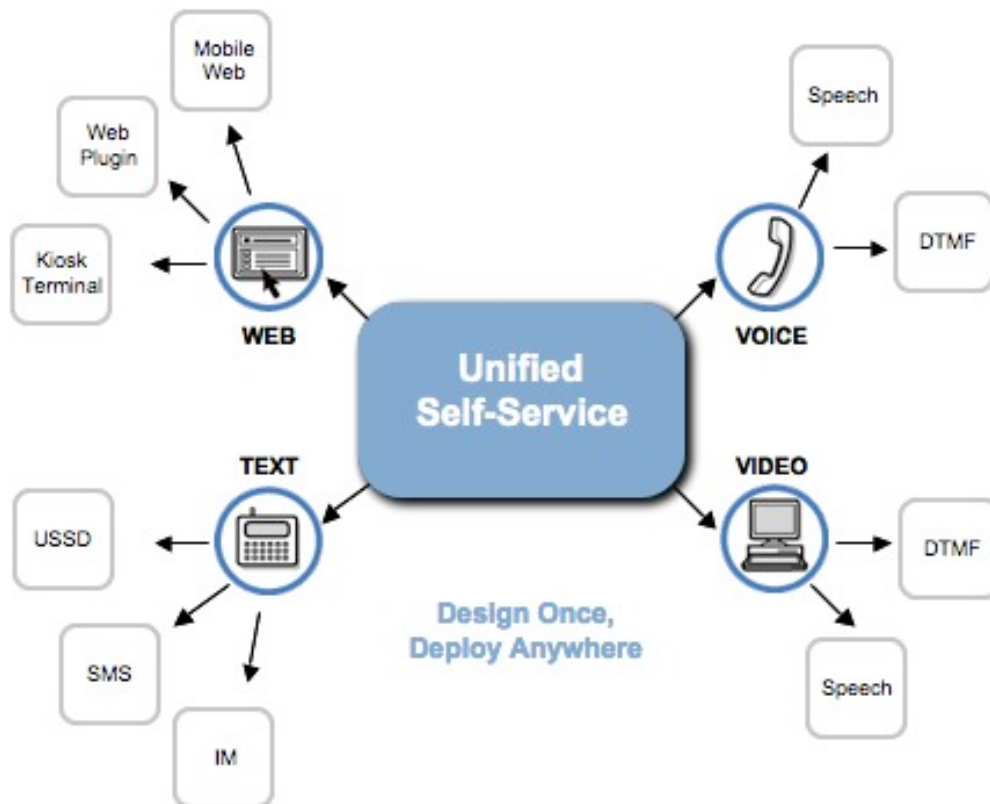 Mobile
Web
Speech
Web
Plugin
DTMF
Kiosk
Terminal
WEB
VOICE
Unified
Self-Service
TEXT
VIDEO
USSD
DTMF
Design Once,
Deploy Anywhere
SMS
Speech
IM